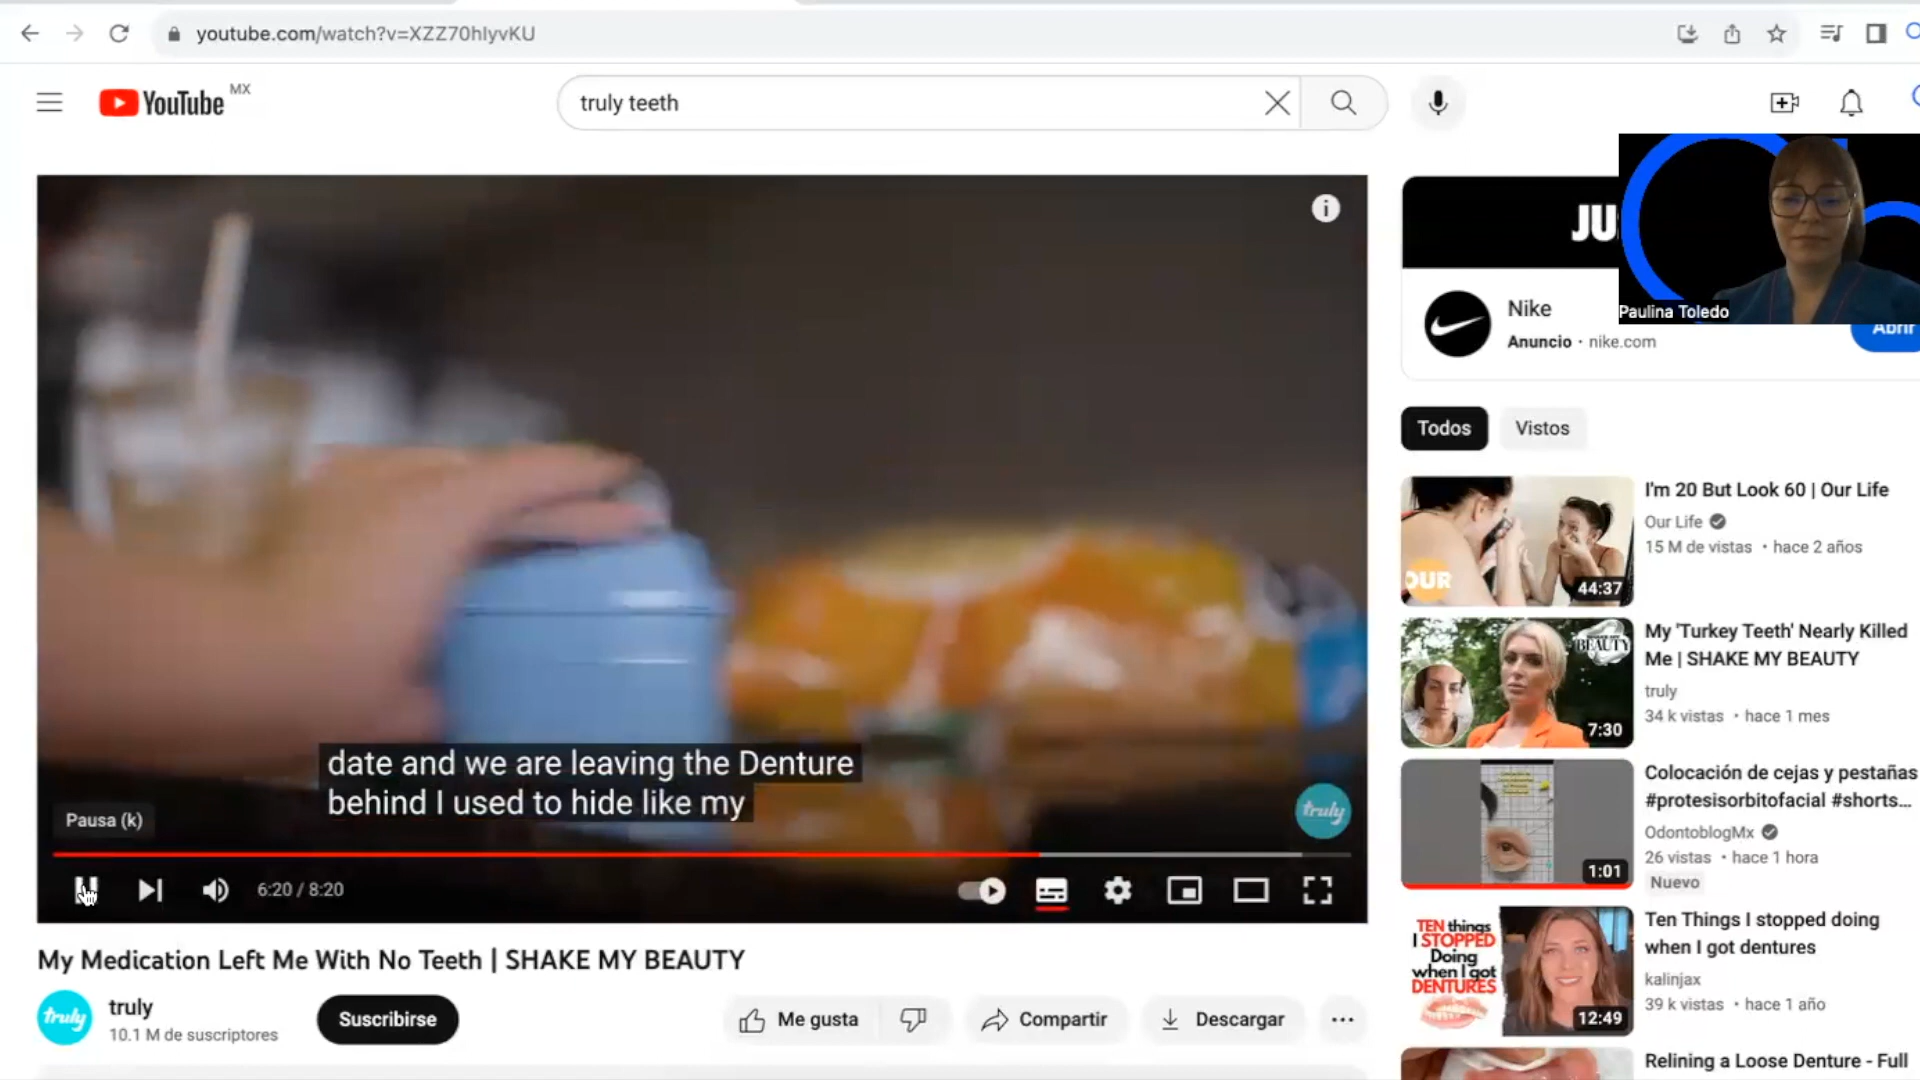 youtube.com/watch?v=XZZ70hIyvKU
YouTube MX
truly teeth
JU
Nike
Anuncio · nike.com
Abrir
Paulina Toledo
Todos
Vistos
date and we are leaving the Denture
behind I used to hide like my
truly
Pausa (k)
6:20 / 8:20
My Medication Left Me With No Teeth | SHAKE MY BEAUTY
truly
truly
10.1 M de suscriptores
Suscribirse
Me gusta
Compartir
Descargar
OUR
44:37
I'm 20 But Look 60 | Our Life
Our Life
15 M de vistas · hace 2 años
BEAUTY
7:30
My 'Turkey Teeth' Nearly Killed
Me | SHAKE MY BEAUTY
truly
34 k vistas · hace 1 mes
1:01
Colocación de cejas y pestañas
#protesisorbitofacial #shorts...
OdontoblogMx
26 vistas · hace 1 hora
Nuevo
TEN things
I STOPPED
Doing
when I got
DENTURES
12:49
Ten Things I stopped doing
when I got dentures
kalinjax
39 k vistas · hace 1 año
Relining a Loose Denture - Full